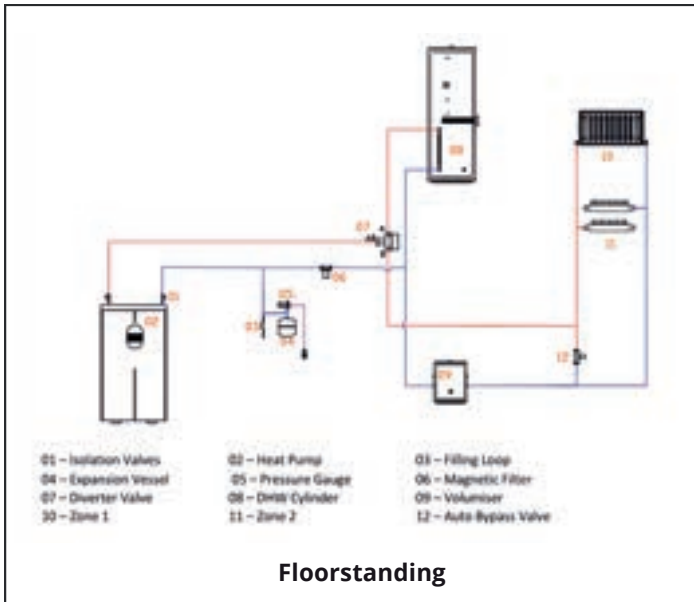 08
10
07
11
01
06
05
02
03
04
12
09
01 – Isolation Valves 02 – Heat Pump 03 – Filling Loop
04 – Expansion Vessel 05 – Pressure Gauge 06 – Magnetic Filter
07 – Diverter Valve 08 – DHW Cylinder 09 – Volumiser
10 – Zone 1 11 – Zone 2 12 – Auto Bypass Valve
Floorstanding